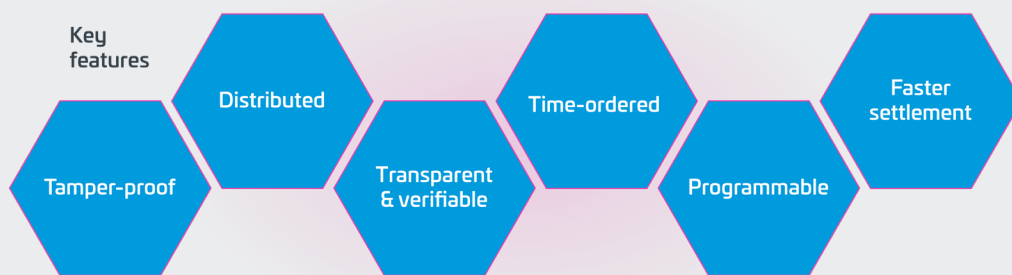 Key
features
Tamper-proof
Distributed
Transparent
& verifiable
Time-ordered
Programmable
Faster
settlement